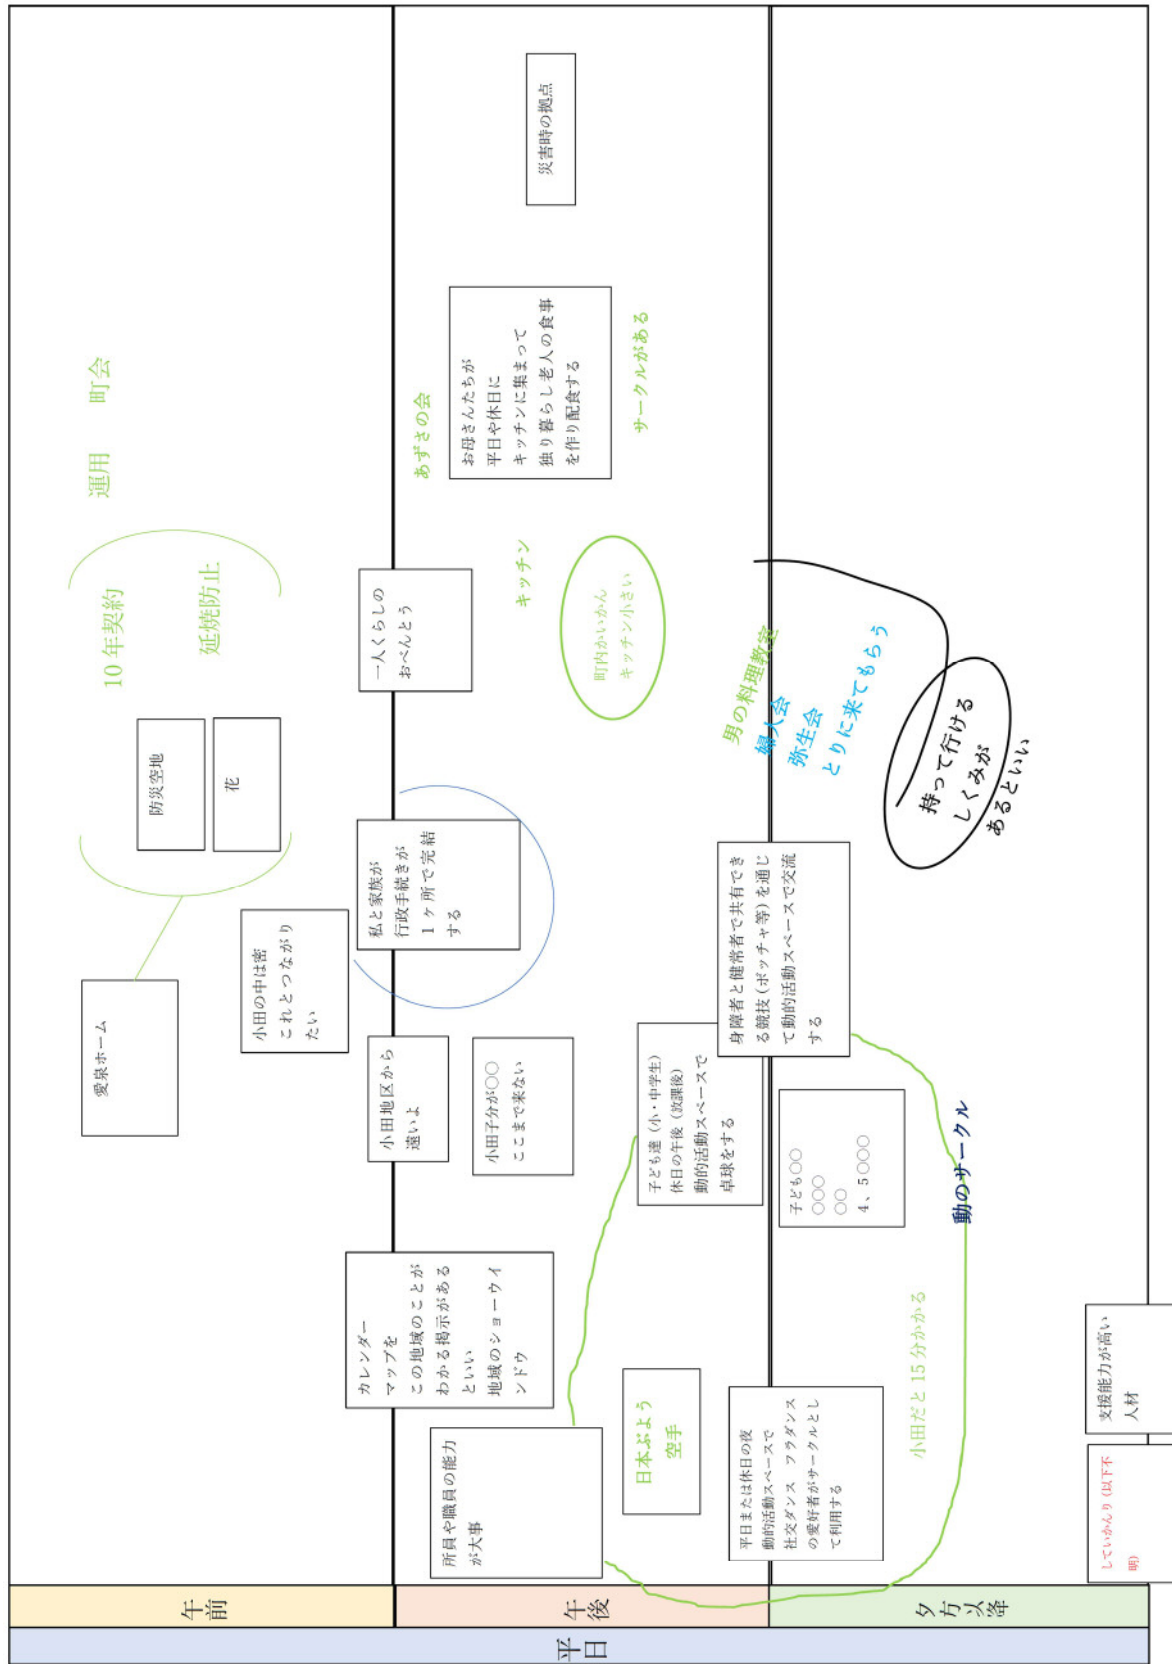 平日
午前
愛泉ホーム
防災空地
花
10年契約
延焼防止
運用　町会
小田の中は密
これとつながり
たい
午後
カレンダー
マップを
この地域のことが
わかる掲示がある
といい
地域のショーウイ
ンドウ
小田地区から
遠いよ
私と家族が
行政手続きが
1ヶ所で完結
する
一人くらしの
おべんとう
所員や職員の能力
が大事
小田子分が〇〇
ここまで来ない
キッチン
町内かいかん
キッチン小さい
あずさの会
お母さんたちが
平日や休日に
キッチンに集まって
独り暮らし老人の食事
を作り配食する
サークルがある
災害時の拠点
日本ぶよう
空手
子ども達（小・中学生）
休日の午後（放課後）
動的活動スペースで
卓球をする
夕方以降
平日または休日の夜
動的活動スペースで
社交ダンス　フラダンス
の愛好者がサークルとし
て利用する
子ども〇〇
〇〇〇
〇〇
4、5〇〇〇
身障者と健常者で共有でき
る競技（ボッチャ等）を通じ
て動的活動スペースで交流
する
男の料理教室
婦人会
弥生会
とりに来てもらう
持って行ける
しくみが
あるといい
小田だと15分かかる
動のサークル
していかんり（以下不
明）
支援能力が高い
人材